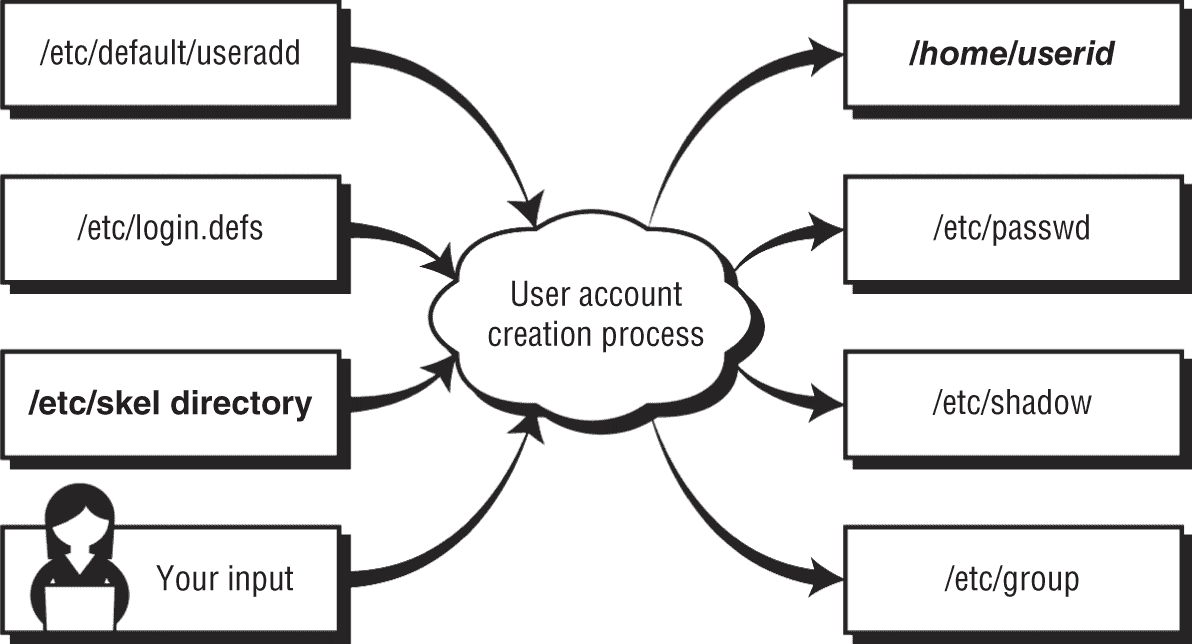 /etc/default/useradd
/home/userid
/etc/login.defs
/etc/passwd
User account
creation process
/etc/skel directory
/etc/shadow
Your input
/etc/group